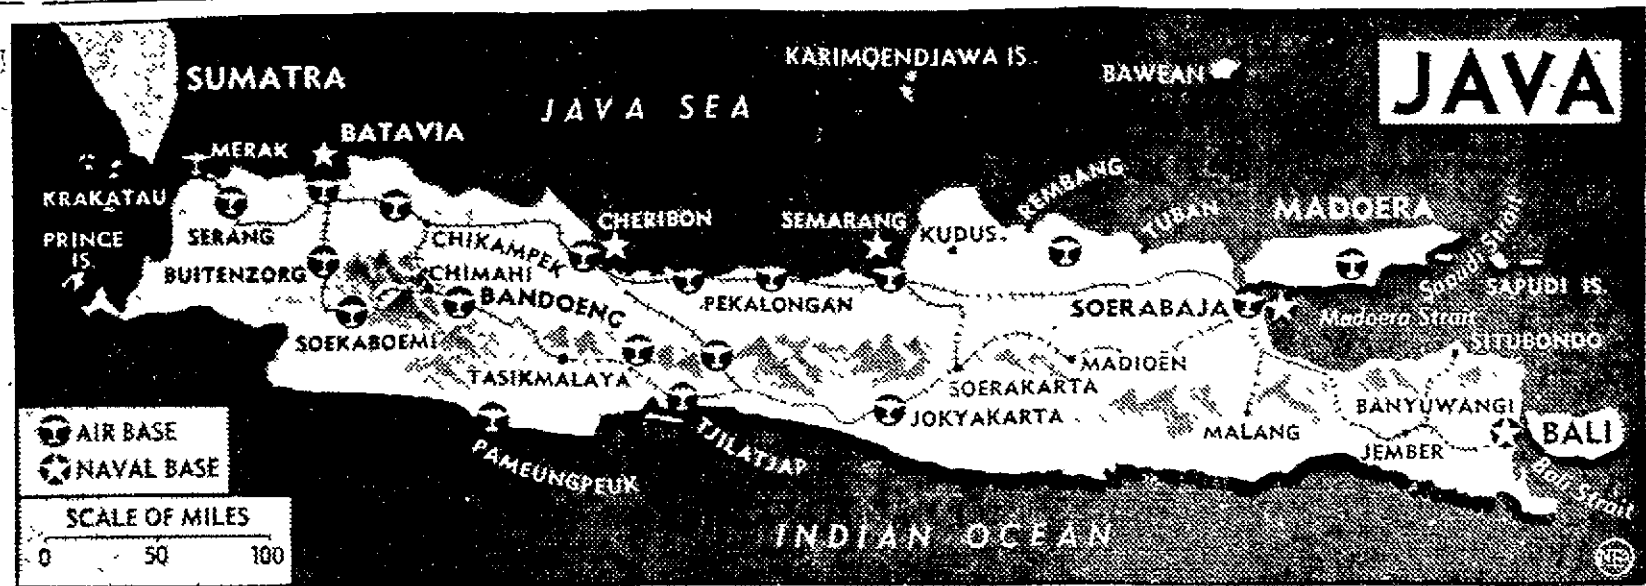 JAVA
SUMATRA
JAVA SEA
KARIMOENDJAWA IS.
BAWEAN
MERAK
BATAVIA
KRAKATAU
PRINCE
IS.
SERANG
BUITENZORG
CHIKAMPEK
CHIMAHI
BANDOENG
SOEKABOEMI
CHERIBON
PEKALONGAN
SEMARANG
KUDUS
REMBANG
TUBAN
MADOERA
Sapudi Strait
SAPUDI IS.
SOERABAJA
Madoera Strait
SITUBONDO
TASIKMALAYA
MADIOEN
SOERAKARTA
JOKYAKARTA
MALANG
BANYUWANGI
JEMBER
BALI
Bali Strait
TJILATJAP
PAMEUNGPEUK
INDIAN OCEAN
AIR BASE
NAVAL BASE
SCALE OF MILES
0 50 100